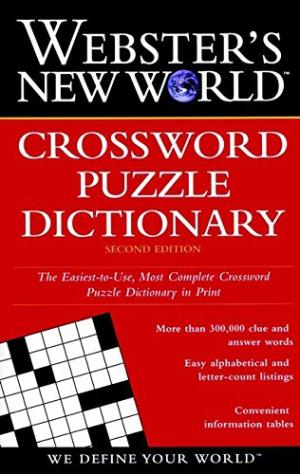 WEBSTER'S
NEW WORLD™
CROSSWORD
PUZZLE
DICTIONARY
SECOND EDITION
The Easiest-to-Use, Most Complete Crossword
Puzzle Dictionary in Print
More than 300,000 clue and
answer words
Easy alphabetical and
letter-count listings
Convenient
information tables
WE DEFINE YOUR WORLD™